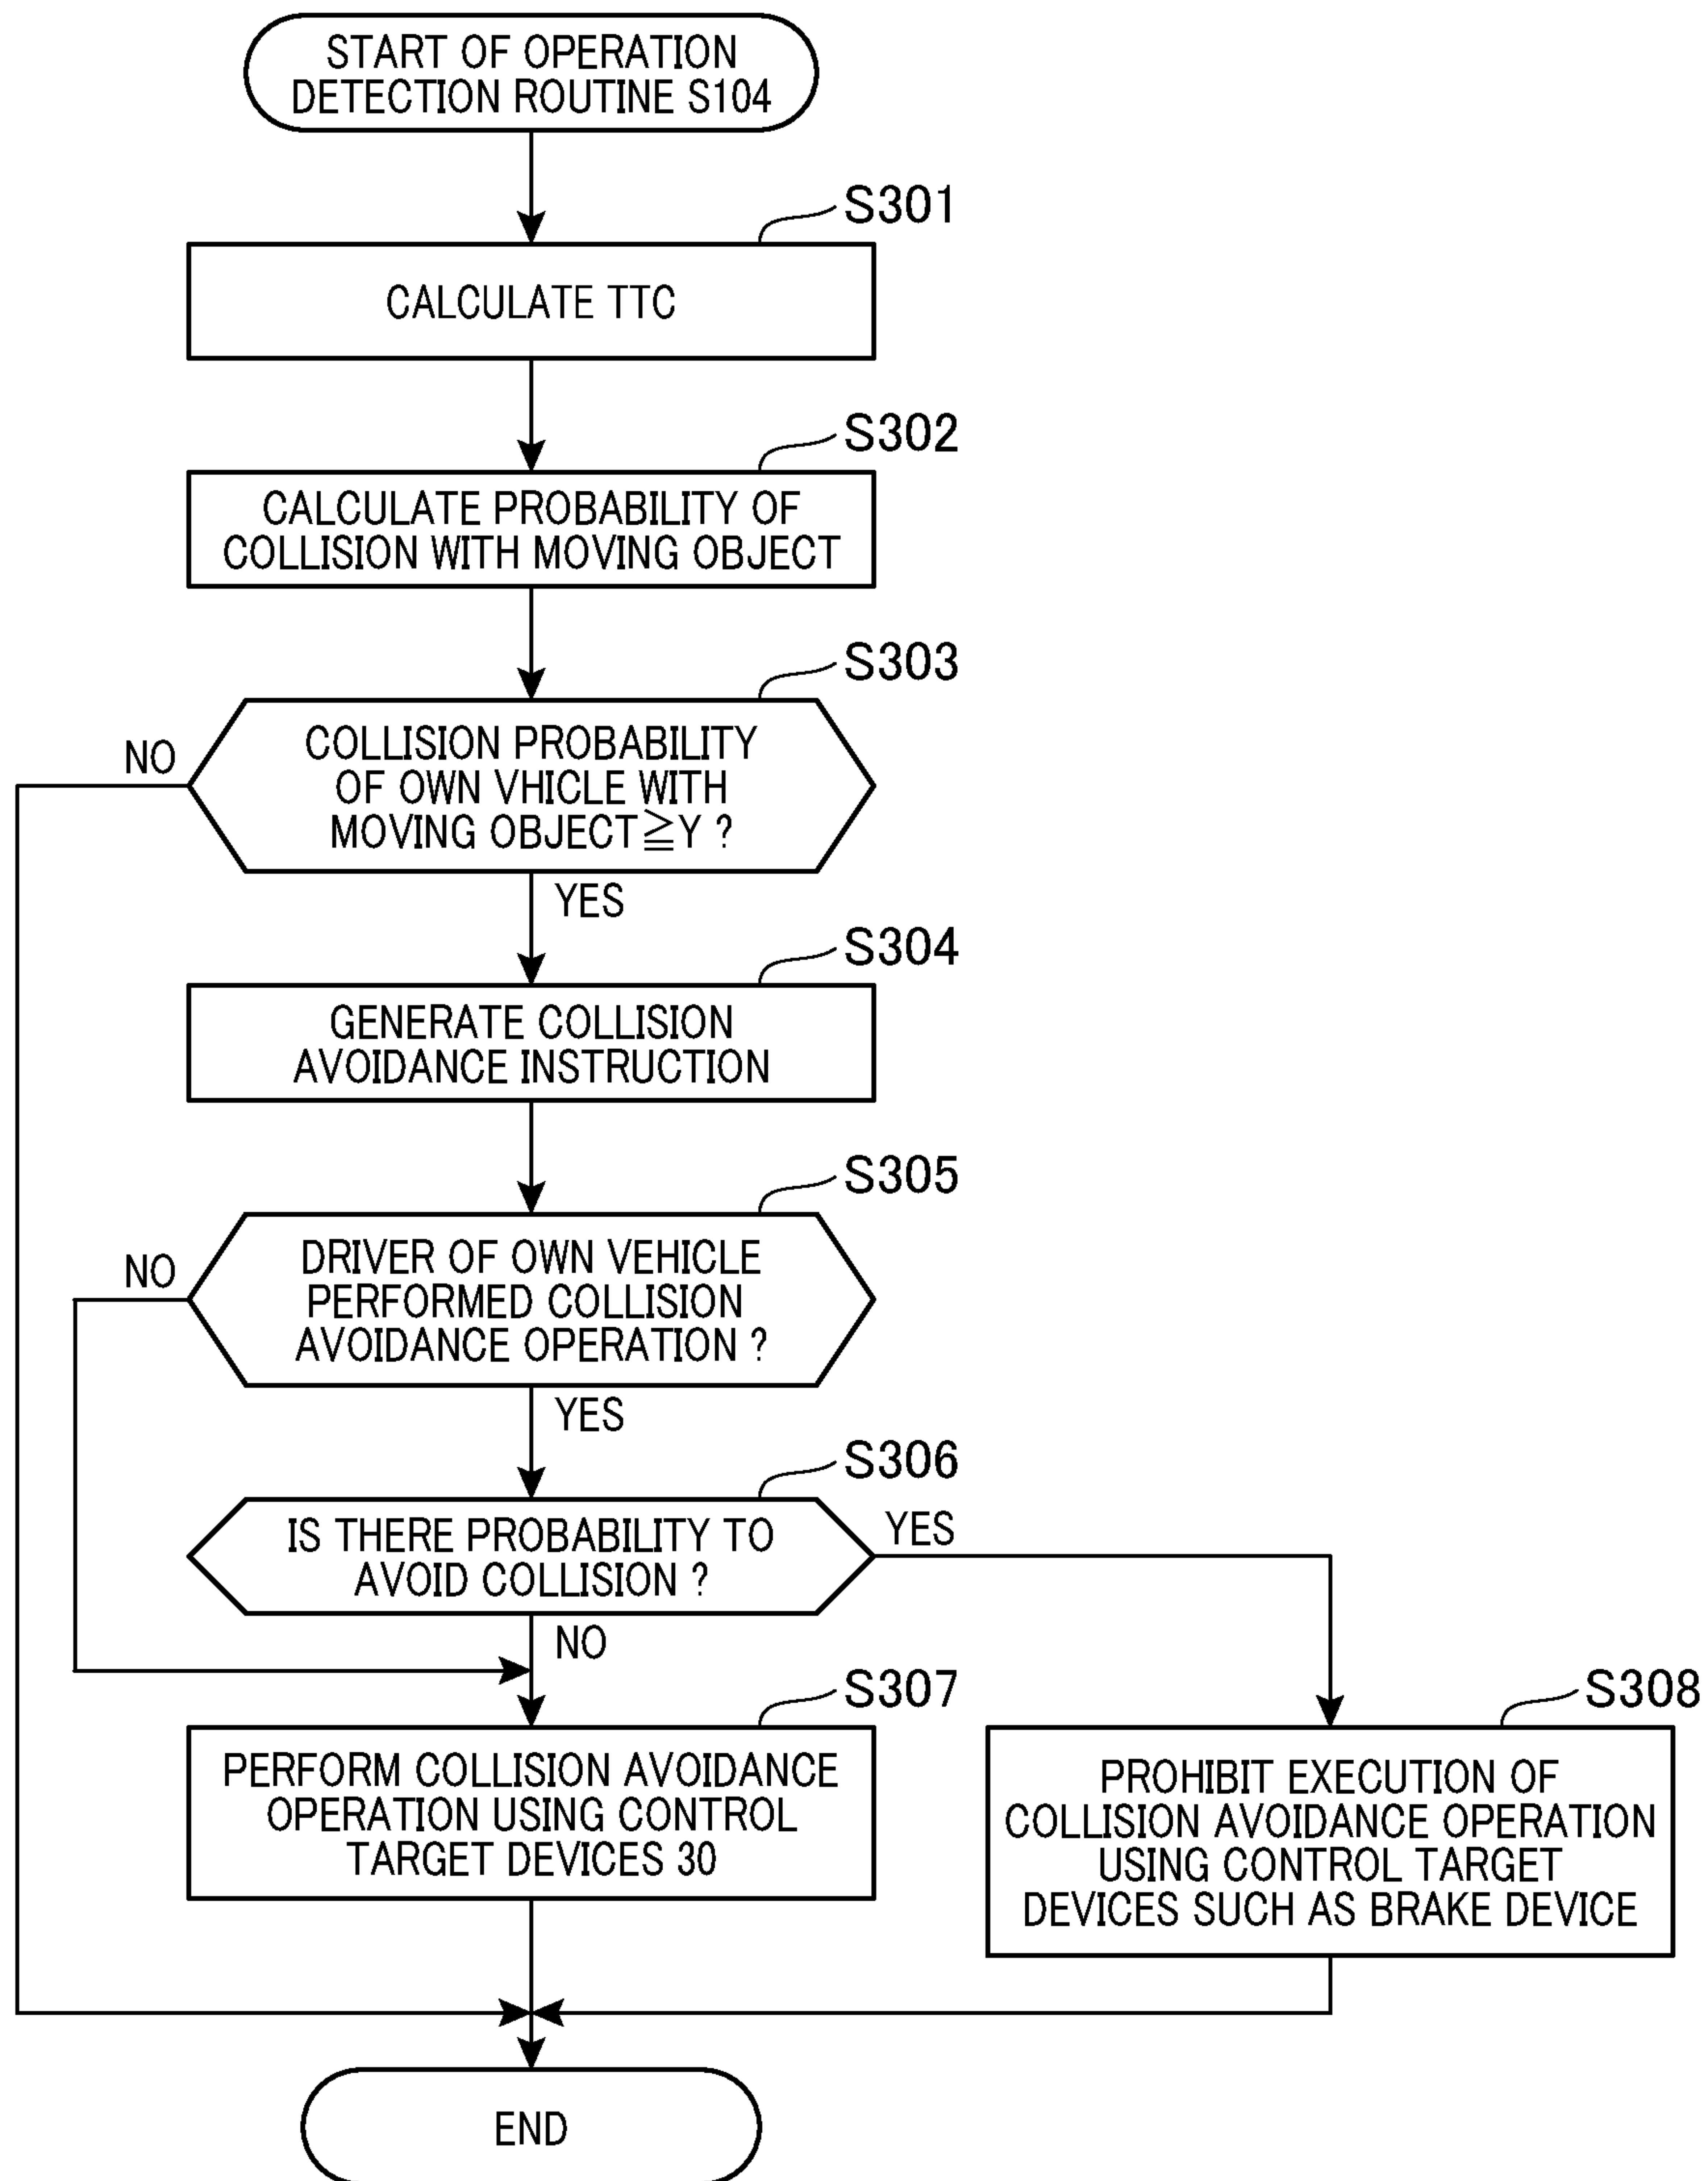 START OF OPERATION
DETECTION ROUTINE S104
S301
CALCULATE TTC
S302
CALCULATE PROBABILITY OF
COLLISION WITH MOVING OBJECT
S303
COLLISION PROBABILITY
OF OWN VHICLE WITH
MOVING OBJECT≧Y ?
NO
YES
S304
GENERATE COLLISION
AVOIDANCE INSTRUCTION
S305
DRIVER OF OWN VEHICLE
PERFORMED COLLISION
AVOIDANCE OPERATION ?
NO
YES
S306
IS THERE PROBABILITY TO
AVOID COLLISION ?
YES
NO
S307
PERFORM COLLISION AVOIDANCE
OPERATION USING CONTROL
TARGET DEVICES 30
S308
PROHIBIT EXECUTION OF
COLLISION AVOIDANCE OPERATION
USING CONTROL TARGET
DEVICES SUCH AS BRAKE DEVICE
END